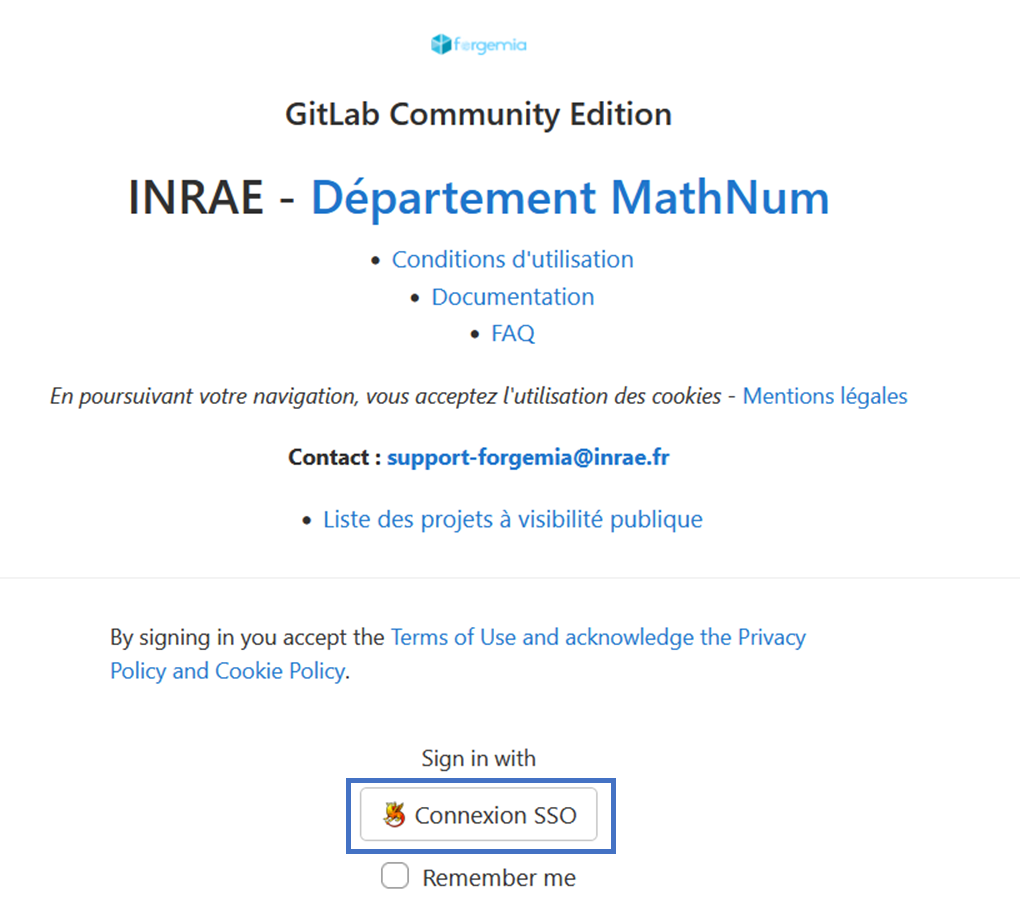 forgemia
GitLab Community Edition
INRAE - Département MathNum
• Conditions d'utilisation
• Documentation
• FAQ
En poursuivant votre navigation, vous acceptez l'utilisation des cookies - Mentions légales
Contact : support-forgemia@inrae.fr
• Liste des projets à visibilité publique
By signing in you accept the Terms of Use and acknowledge the Privacy
Policy and Cookie Policy.
Sign in with
Connexion SSO
Remember me